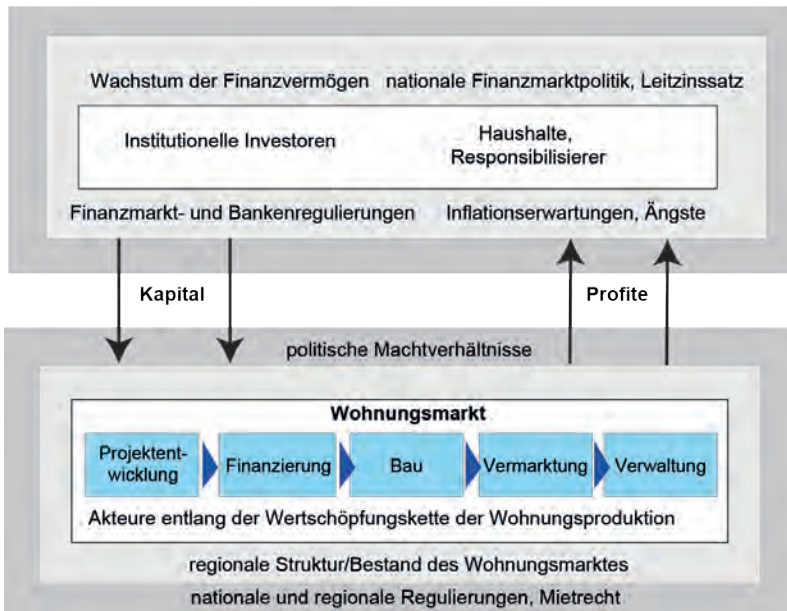 Wachstum der Finanzvermögen nationale Finanzmarktpolitik, Leitzinssatz
Institutionelle Investoren
Haushalte,
Responsibilisierer
Finanzmarkt- und Bankenregulierungen Inflationserwartungen, Ängste
Kapital Profite
politische Machtverhältnisse
Wohnungsmarkt
Projektent-
wicklung
Finanzierung
Bau
Vermarktung
Verwaltung
Akteure entlang der Wertschöpfungskette der Wohnungsproduktion
regionale Struktur/Bestand des Wohnungsmarktes
nationale und regionale Regulierungen, Mietrecht